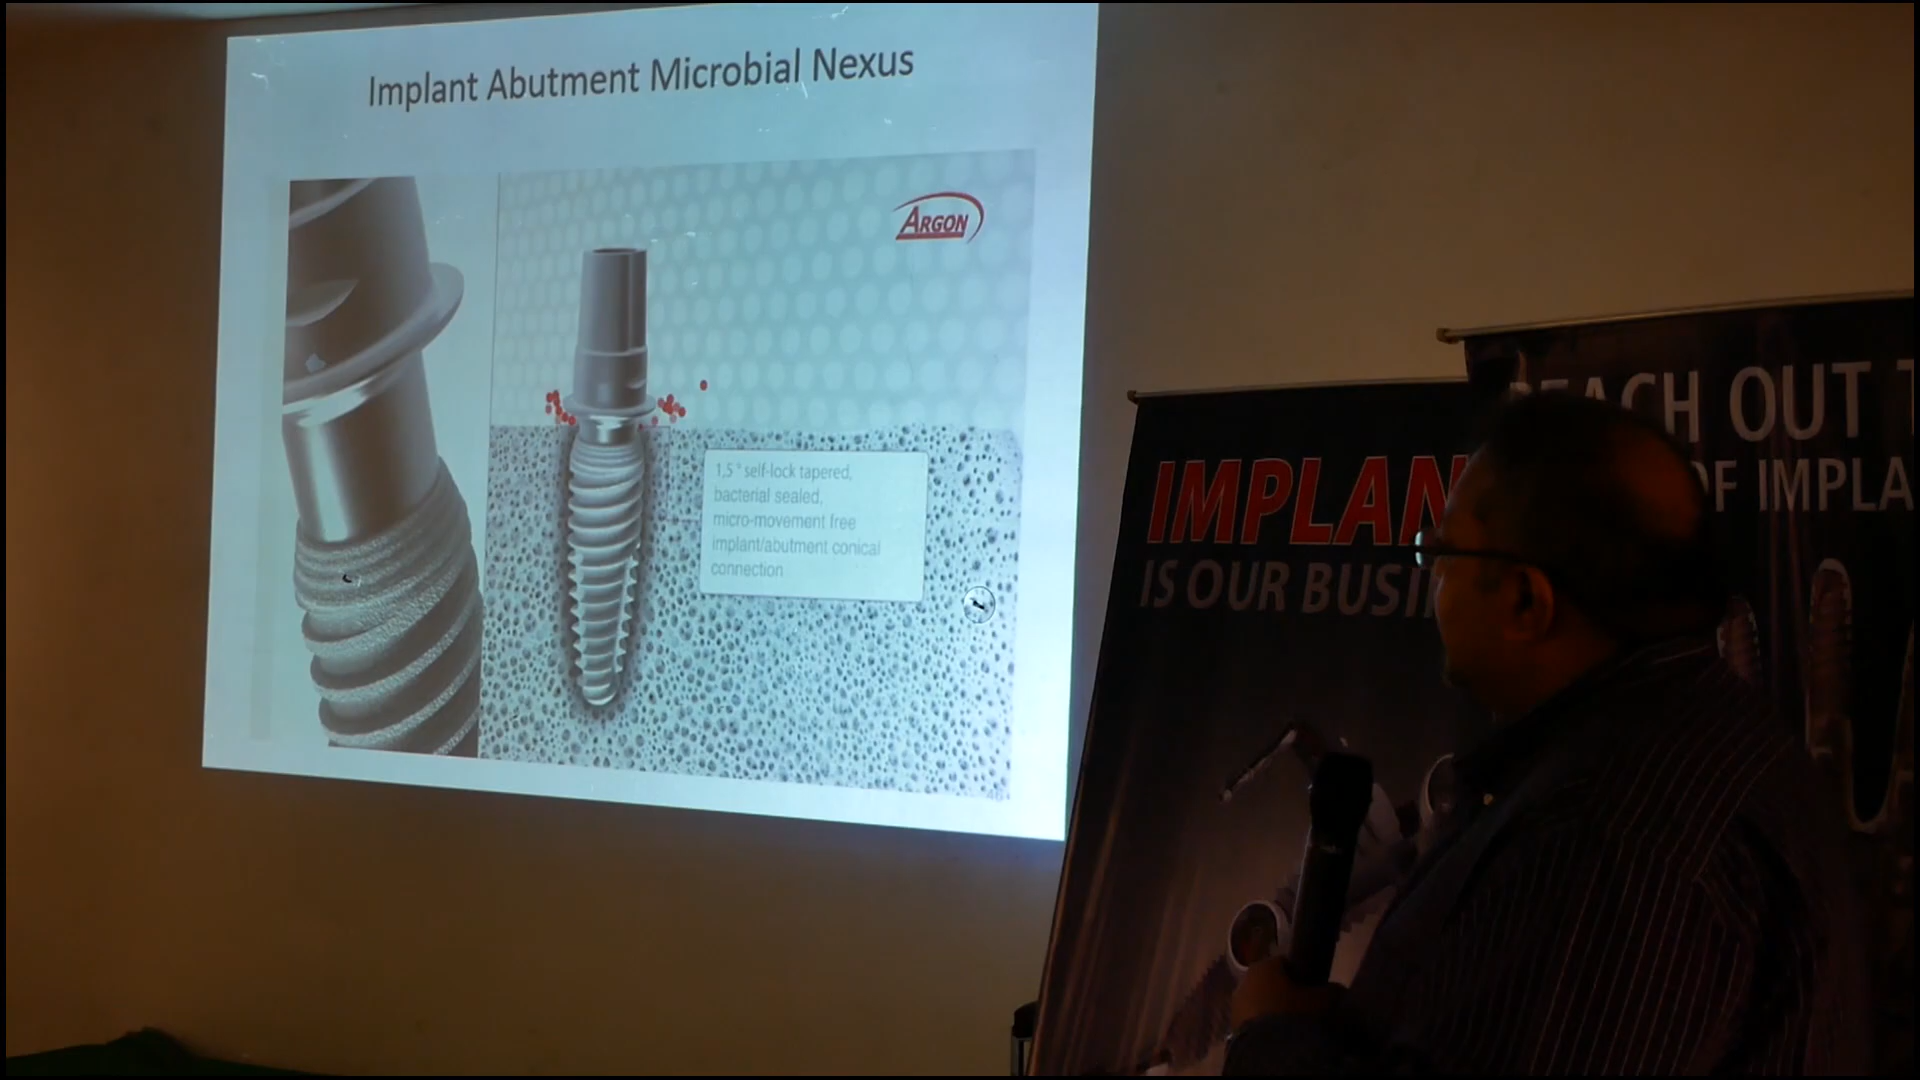 Implant Abutment Microbial Nexus
ARGON
1,5° self-lock tapered,
bacterial sealed,
micro-movement free
implant/abutment conical
connection
REACH OUT T
OF IMPLA
IMPLAN
IS OUR BUSI